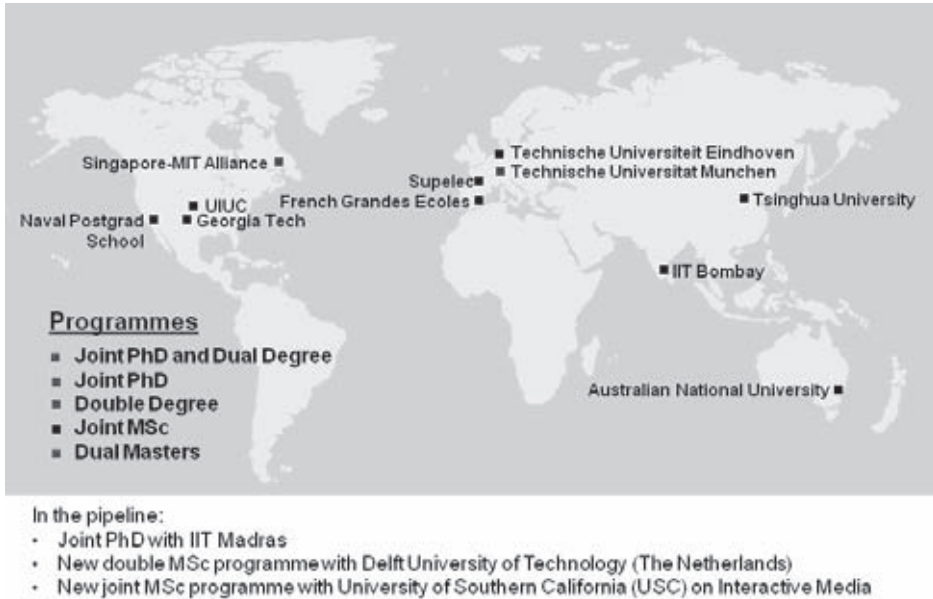 Singapore-MIT Alliance
Technische Universiteit Eindhoven
Technische Universitat Munchen
Supelec
French Grandes Ecoles
UIUC
Georgia Tech
Naval Postgrad
School
Tsinghua University
IIT Bombay
Australian National University
Programmes
Joint PhD and Dual Degree
Joint PhD
Double Degree
Joint MSc
Dual Masters
In the pipeline:
• Joint PhD with IIT Madras
• New double MSc programme with Delft University of Technology (The Netherlands)
• New joint MSc programme with University of Southern California (USC) on Interactive Media